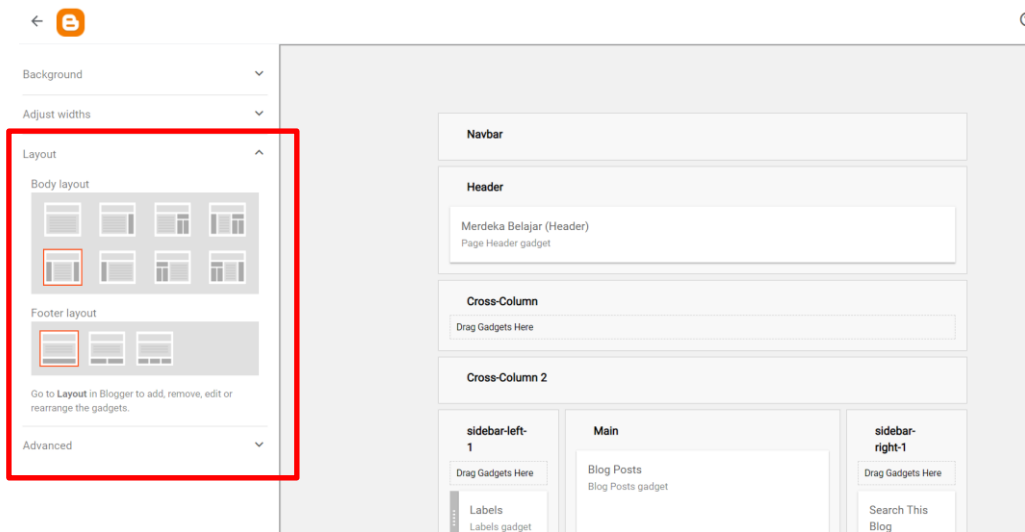 Background
Adjust widths
Layout
Body layout
Footer layout
Go to Layout in Blogger to add, remove, edit or
rearrange the gadgets.
Advanced
Navbar
Header
Merdeka Belajar (Header)
Page Header gadget
Cross-Column
Drag Gadgets Here
Cross-Column 2
sidebar-left-
1
Drag Gadgets Here
Labels
Labels gadget
Main
Blog Posts
Blog Posts gadget
sidebar-
right-1
Drag Gadgets Here
Search This
Blog